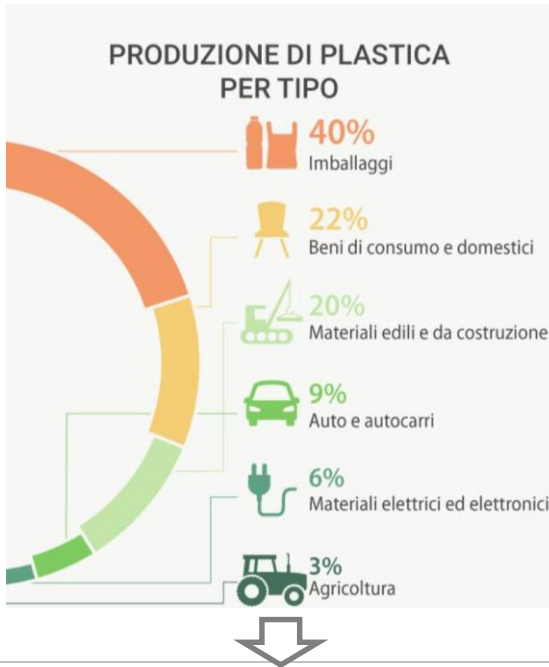 PRODUZIONE DI PLASTICA
PER TIPO
40%
Imballaggi
22%
Beni di consumo e domestici
20%
Materiali edili e da costruzione
9%
Auto e autocarri
6%
Materiali elettrici ed elettronici
3%
Agricoltura